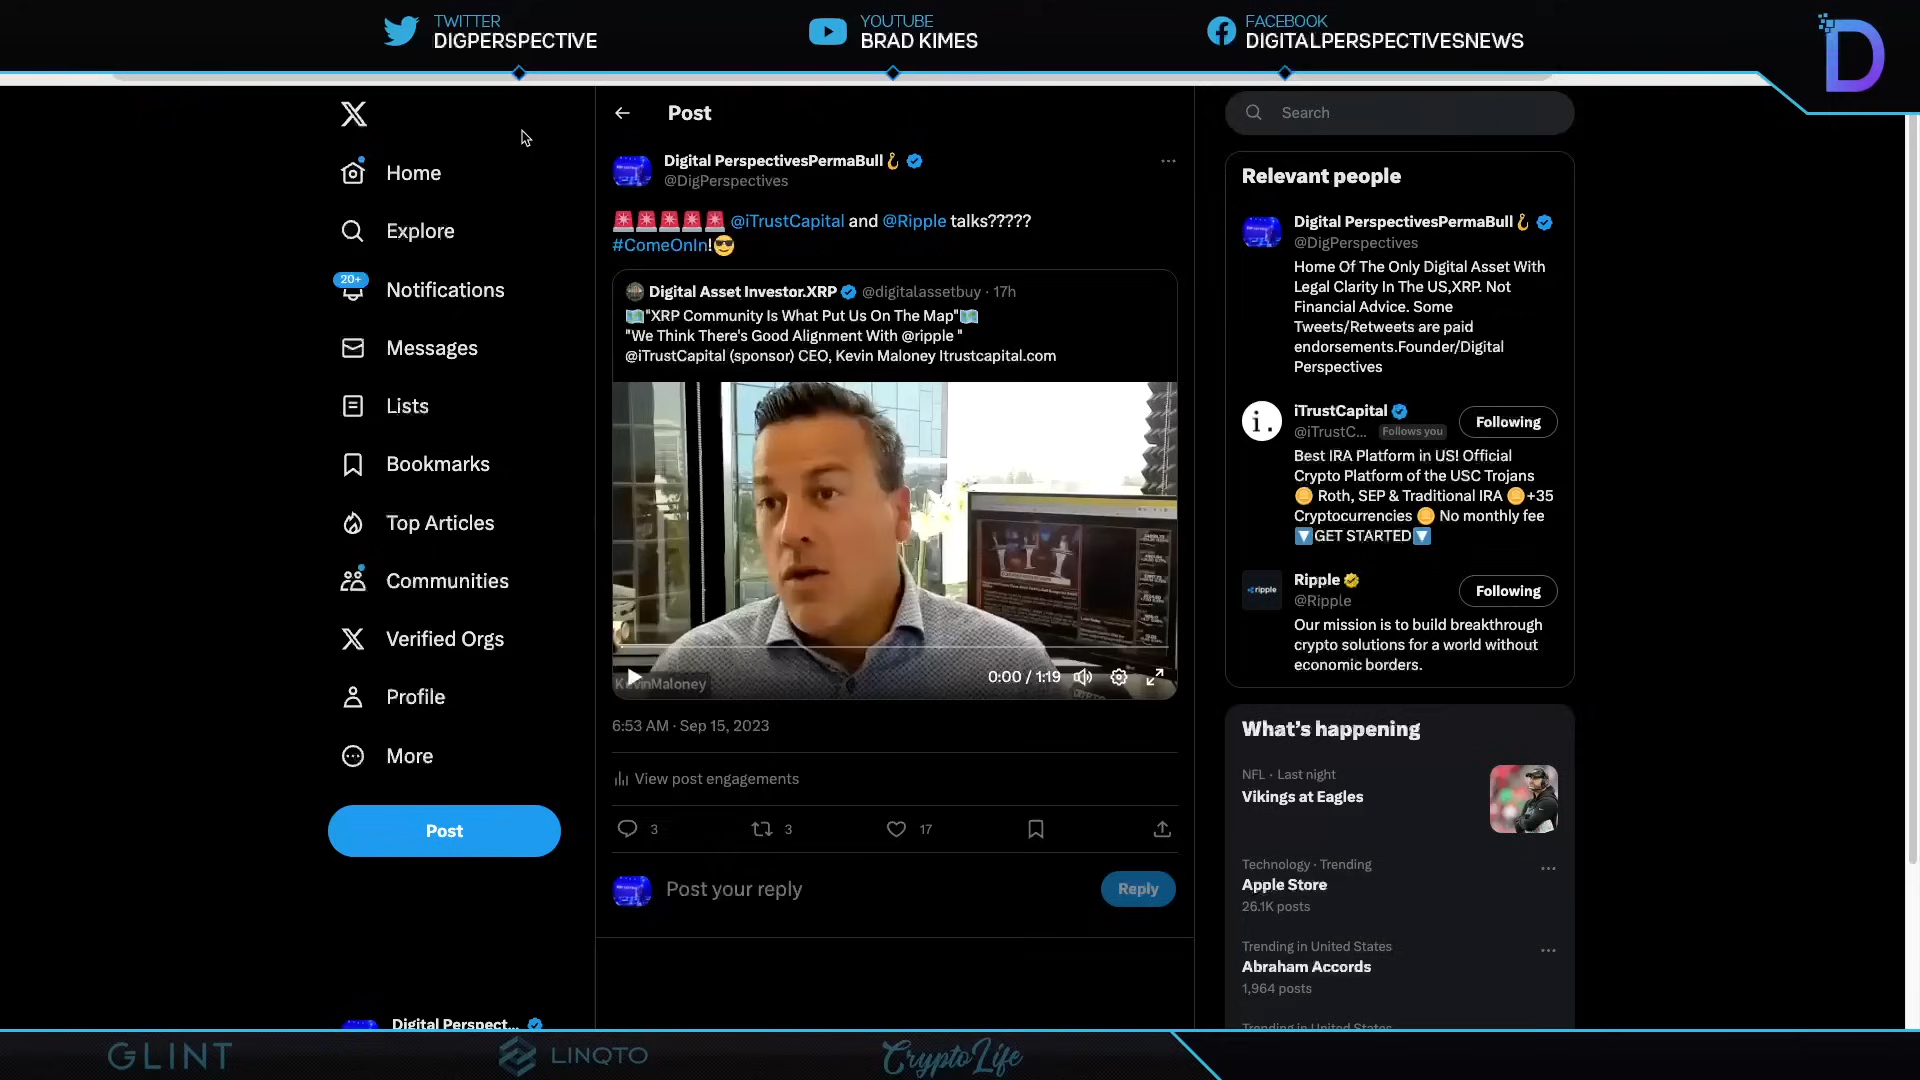 TWITTER
DIGPERSPECTIVE
YOUTUBE
BRAD KIMES
FACEBOOK
DIGITALPERSPECTIVESNEWS
D
Home
Explore
20+
Notifications
Messages
Lists
Bookmarks
Top Articles
Communities
Verified Orgs
Profile
More
Post
Digital Perspect...
Post
Digital PerspectivesPermaBull
@DigPerspectives
@iTrustCapital and @Ripple talks?????
#ComeOnIn!
Digital Asset Investor.XRP @digitalassetbuy · 17h
"XRP Community Is What Put Us On The Map"
"We Think There's Good Alignment With @ripple "
@iTrustCapital (sponsor) CEO, Kevin Maloney Itrustcapital.com
KevinMaloney
0:00 / 1:19
6:53 AM · Sep 15, 2023
View post engagements
3
3
17
Post your reply
Reply
Search
Relevant people
Digital PerspectivesPermaBull
@DigPerspectives
Home Of The Only Digital Asset With
Legal Clarity In The US,XRP. Not
Financial Advice. Some
Tweets/Retweets are paid
endorsements.Founder/Digital
Perspectives
i.
iTrustCapital
@iTrustC... Follows you
Following
Best IRA Platform in US! Official
Crypto Platform of the USC Trojans
Roth, SEP & Traditional IRA +35
Cryptocurrencies No monthly fee
GET STARTED
ripple
Ripple
@Ripple
Following
Our mission is to build breakthrough
crypto solutions for a world without
economic borders.
What's happening
NFL · Last night
Vikings at Eagles
Technology · Trending
Apple Store
26.1K posts
Trending in United States
Abraham Accords
1,964 posts
Trending in United States
GLINT
LINQTO
CryptoLife